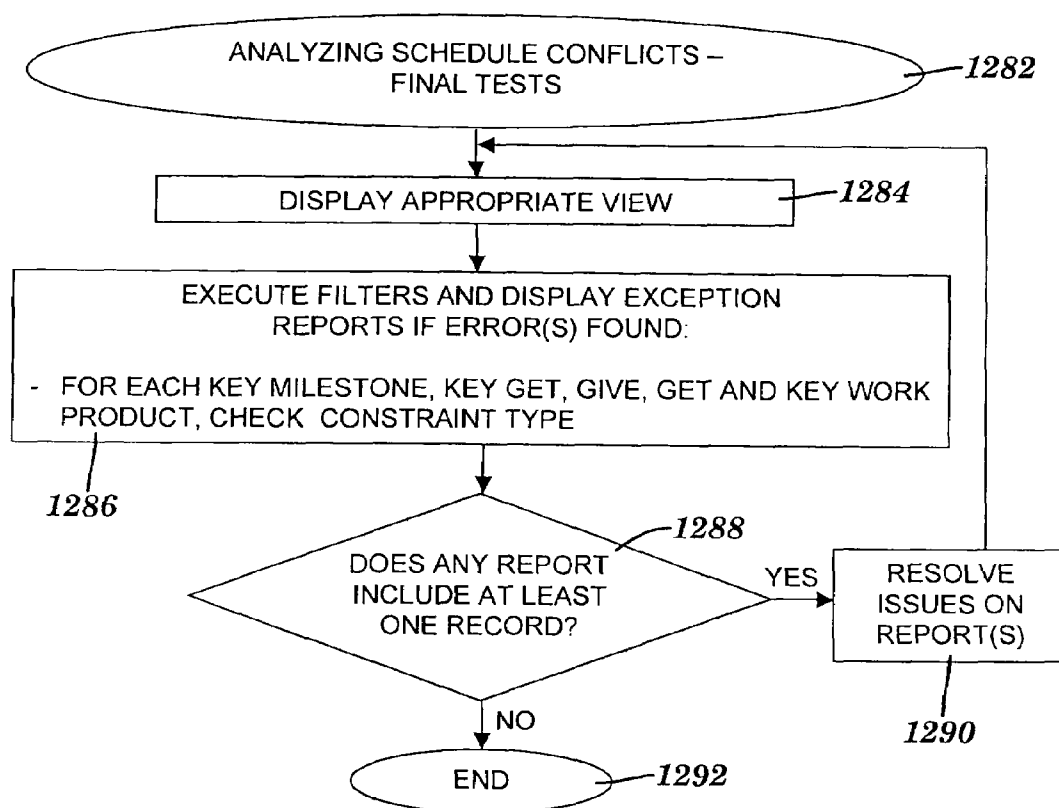 ANALYZING SCHEDULE CONFLICTS –
FINAL TESTS
1282
DISPLAY APPROPRIATE VIEW
1284
EXECUTE FILTERS AND DISPLAY EXCEPTION
REPORTS IF ERROR(S) FOUND:
- FOR EACH KEY MILESTONE, KEY GET, GIVE, GET AND KEY WORK
PRODUCT, CHECK CONSTRAINT TYPE
1286
1288
DOES ANY REPORT
INCLUDE AT LEAST
ONE RECORD?
YES
RESOLVE
ISSUES ON
REPORT(S)
1290
NO
END
1292